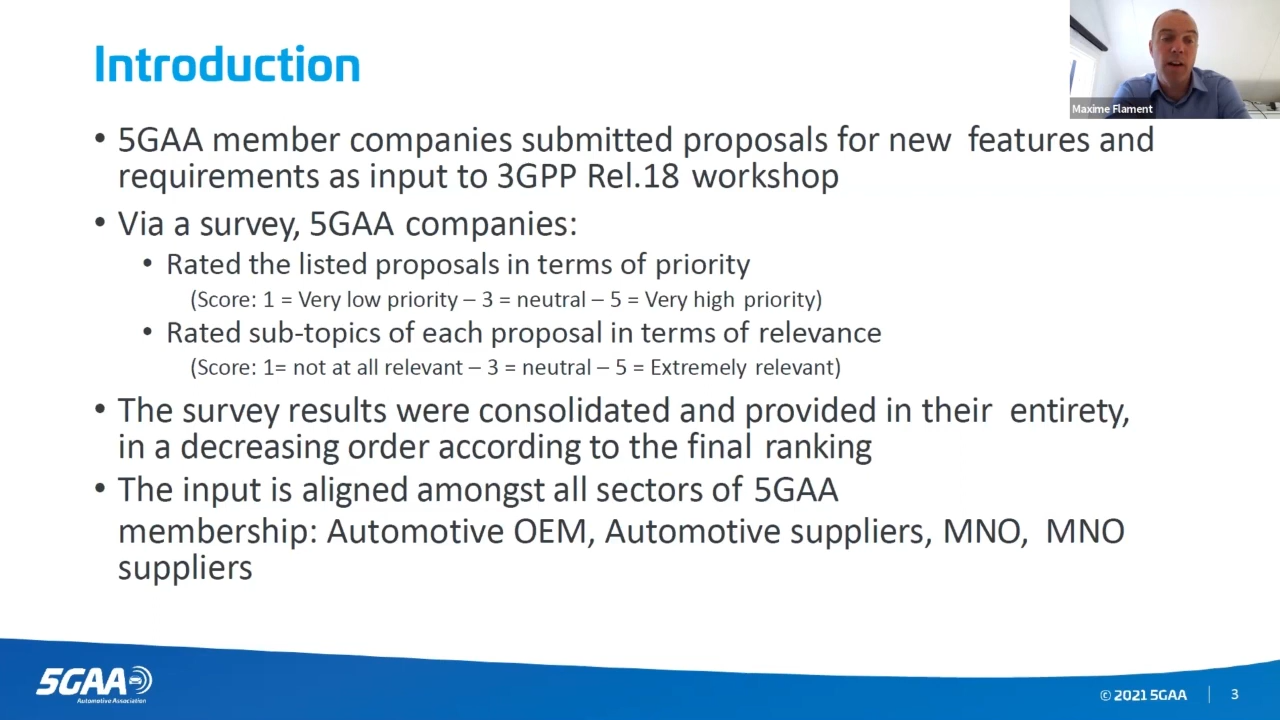 Introduction
Maxime Flament
• 5GAA member companies submitted proposals for new features and
requirements as input to 3GPP Rel.18 workshop
• Via a survey, 5GAA companies:
• Rated the listed proposals in terms of priority
(Score: 1 = Very low priority – 3 = neutral – 5 = Very high priority)
• Rated sub-topics of each proposal in terms of relevance
(Score: 1= not at all relevant – 3 = neutral – 5 = Extremely relevant)
• The survey results were consolidated and provided in their entirety,
in a decreasing order according to the final ranking
• The input is aligned amongst all sectors of 5GAA
membership: Automotive OEM, Automotive suppliers, MNO, MNO
suppliers
5GAA
Automotive Association
© 2021 5GAA | 3